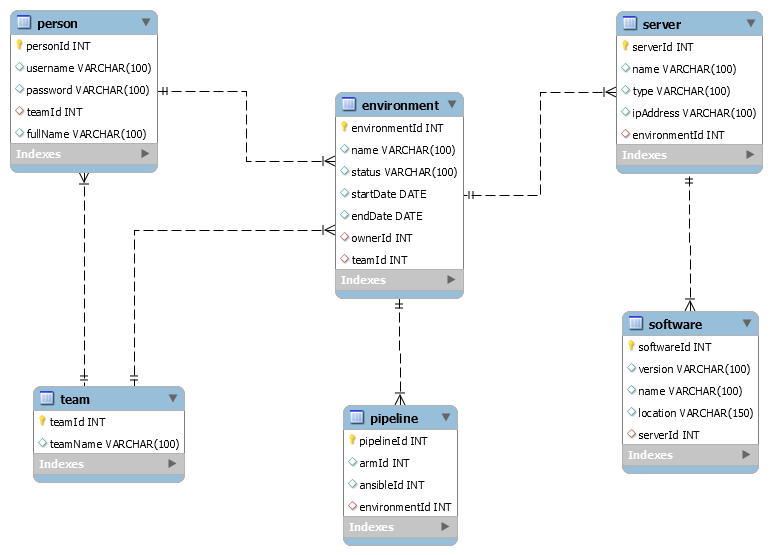 person
personId INT
username VARCHAR(100)
password VARCHAR(100)
teamId INT
fullName VARCHAR(100)
Indexes
environment
environmentId INT
name VARCHAR(100)
status VARCHAR(100)
startDate DATE
endDate DATE
ownerId INT
teamId INT
Indexes
server
serverId INT
name VARCHAR(100)
type VARCHAR(100)
ipAddress VARCHAR(100)
environmentId INT
Indexes
team
teamId INT
teamName VARCHAR(100)
Indexes
pipeline
pipelineId INT
armId INT
ansibleId INT
environmentId INT
Indexes
software
softwareId INT
version VARCHAR(100)
name VARCHAR(100)
location VARCHAR(150)
serverId INT
Indexes